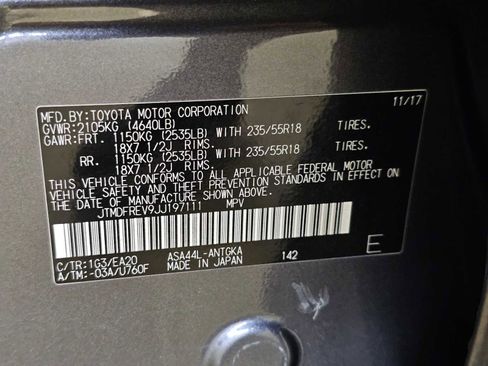 MFD.BY:TOYOTA MOTOR CORPORATION 11/17
GVWR:2105KG (4640LB)
GAWR:FRT. 1150KG (2535LB) WITH 235/55R18 TIRES.
18X7 1/2J RIMS.
RR. 1150KG (2535LB) WITH 235/55R18 TIRES.
18X7 1/2J RIMS.
THIS VEHICLE CONFORMS TO ALL APPLICABLE FEDERAL MOTOR
VEHICLE SAFETY AND THEFT PREVENTION STANDARDS IN EFFECT ON
THE DATE OF MANUFACTURE SHOWN ABOVE.
JTMDFREV9JJ197111 MPV
C/TR:1G3/EA20 ASA44L-ANTGKA 142 E
A/TM:-03A/U760F MADE IN JAPAN